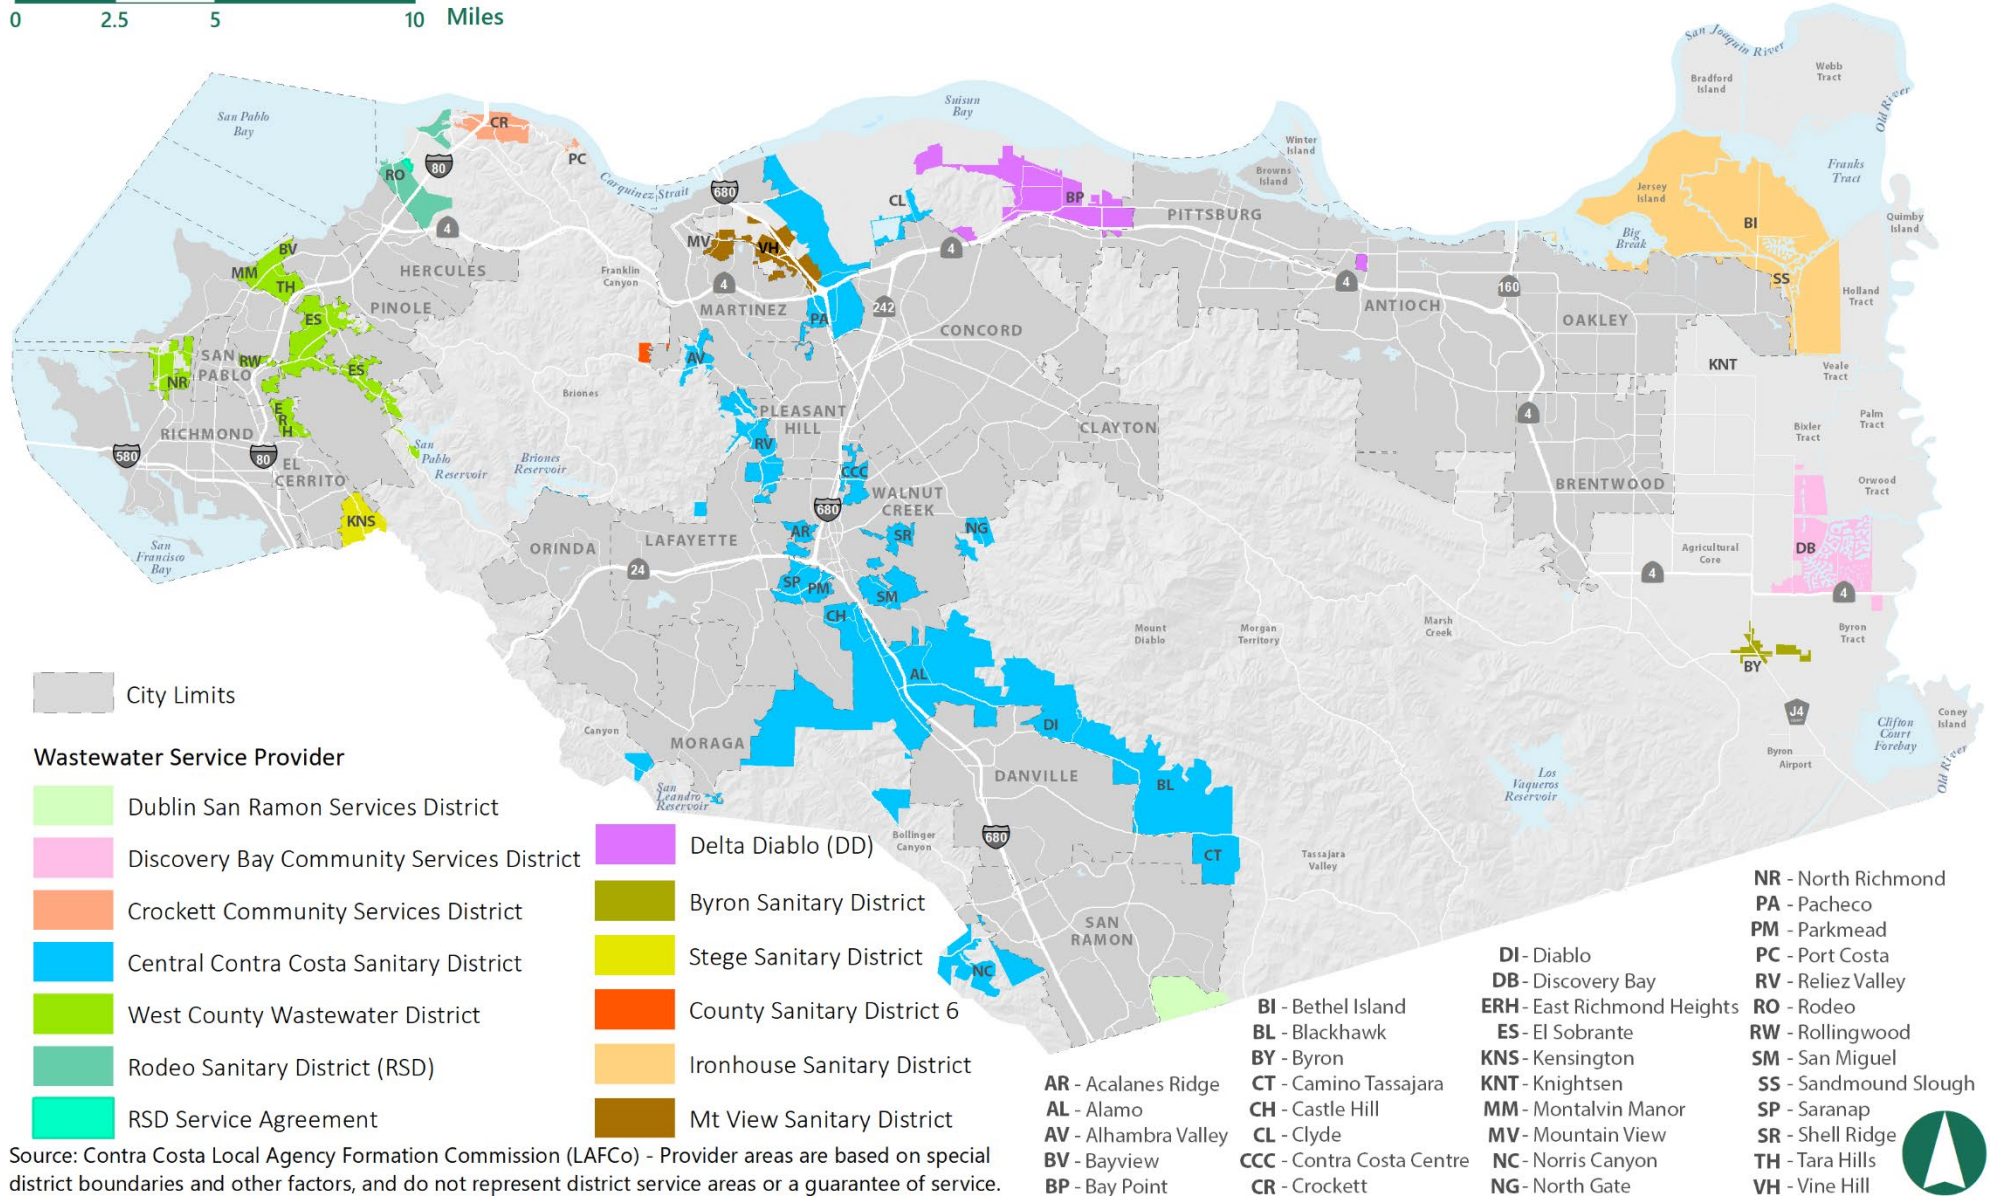 0 2.5 5 10 Miles
San Joaquin River
Webb
Tract
Bradford
Island
Old River
San Pablo
Bay
Suisun
Bay
CR
Winter
Island
Franks
Tract
80
PC
RO
Carquinez Strait
680
Browns
Island
Jersey
Island
CL
BP
PITTSBURG
BI
Quimby
Island
4
MV
VH
4
Big
Break
BV
MM
HERCULES
Franklin
Canyon
SS
TH
4
4
160
Holland
Tract
PINOLE
MARTINEZ
242
ANTIOCH
ES
PA
CONCORD
OAKLEY
SAN
PABLO
RW
AV
KNT
ES
Veale
Tract
NR
Briones
E
R
H
PLEASANT
HILL
4
Palm
Tract
RICHMOND
CLAYTON
Bixler
Tract
San
Pablo
Reservoir
RV
580
80
Briones
Reservoir
EL
CERRITO
CCC
BRENTWOOD
Orwood
Tract
WALNUT
CREEK
680
KNS
AR
SR
NG
San
Francisco
Bay
ORINDA
LAFAYETTE
Agricultural
Core
DB
24
SP
PM
4
4
SM
CH
Mount
Diablo
Morgan
Territory
Marsh
Creek
Byron
Tract
BY
AL
City Limits
J4
Coney
Island
DI
Clifton
Court
Forebay
Canyon
MORAGA
Byron
Airport
Old River
Wastewater Service Provider
DANVILLE
BL
Los
Vaqueros
Reservoir
San
Leandro
Reservoir
Dublin San Ramon Services District
Bollinger
Canyon
680
Delta Diablo (DD)
CT
Tassajara
Valley
Discovery Bay Community Services District
Byron Sanitary District
Crockett Community Services District
SAN
RAMON
Stege Sanitary District
Central Contra Costa Sanitary District
NC
County Sanitary District 6
West County Wastewater District
Ironhouse Sanitary District
Rodeo Sanitary District (RSD)
Mt View Sanitary District
RSD Service Agreement
AR - Acalanes Ridge
AL - Alamo
AV - Alhambra Valley
BV - Bayview
BP - Bay Point
BI - Bethel Island
BL - Blackhawk
BY - Byron
CT - Camino Tassajara
CH - Castle Hill
CL - Clyde
CCC - Contra Costa Centre
CR - Crockett
DI - Diablo
DB - Discovery Bay
ERH - East Richmond Heights
ES - El Sobrante
KNS - Kensington
KNT - Knightsen
MM - Montalvin Manor
MV - Mountain View
NC - Norris Canyon
NG - North Gate
NR - North Richmond
PA - Pacheco
PM - Parkmead
PC - Port Costa
RV - Reliez Valley
RO - Rodeo
RW - Rollingwood
SM - San Miguel
SS - Sandmound Slough
SP - Saranap
SR - Shell Ridge
TH - Tara Hills
VH - Vine Hill
Source: Contra Costa Local Agency Formation Commission (LAFCo) - Provider areas are based on special
district boundaries and other factors, and do not represent district service areas or a guarantee of service.